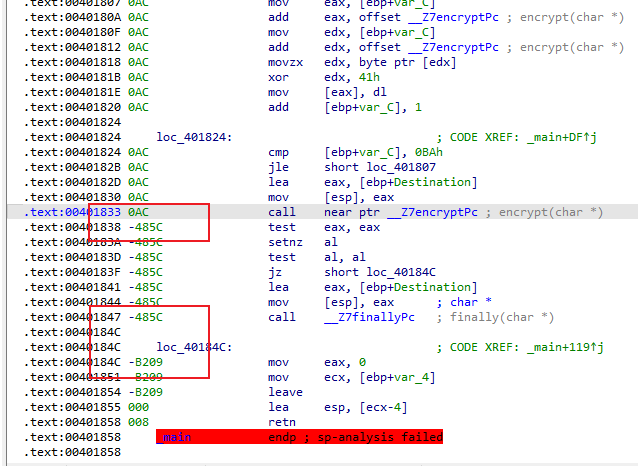 .text:00401807 0AC mov eax, [ebp+var_C]
.text:0040180A 0AC add eax, offset __Z7encryptPc ; encrypt(char *)
.text:0040180F 0AC mov edx, [ebp+var_C]
.text:00401812 0AC add edx, offset __Z7encryptPc ; encrypt(char *)
.text:00401818 0AC movzx edx, byte ptr [edx]
.text:0040181B 0AC xor edx, 41h
.text:0040181E 0AC mov [eax], dl
.text:00401820 0AC add [ebp+var_C], 1
.text:00401824
.text:00401824 loc_401824: ; CODE XREF: _main+DF↑j
.text:00401824 0AC cmp [ebp+var_C], 0BAh
.text:0040182B 0AC jle short loc_401807
.text:0040182D 0AC lea eax, [ebp+Destination]
.text:00401830 0AC mov [esp], eax
.text:00401833 0AC call near ptr __Z7encryptPc ; encrypt(char *)
.text:00401838 -485C test eax, eax
.text:0040183A -485C setnz al
.text:0040183D -485C test al, al
.text:0040183F -485C jz short loc_40184C
.text:00401841 -485C lea eax, [ebp+Destination]
.text:00401844 -485C mov [esp], eax ; char *
.text:00401847 -485C call __Z7finallyPc ; finally(char *)
.text:0040184C
.text:0040184C loc_40184C: ; CODE XREF: _main+119↑j
.text:0040184C -B209 mov eax, 0
.text:00401851 -B209 mov ecx, [ebp+var_4]
.text:00401854 -B209 leave
.text:00401855 000 lea esp, [ecx-4]
.text:00401858 008 retn
.text:00401858 _main endp ; sp-analysis failed
.text:00401858